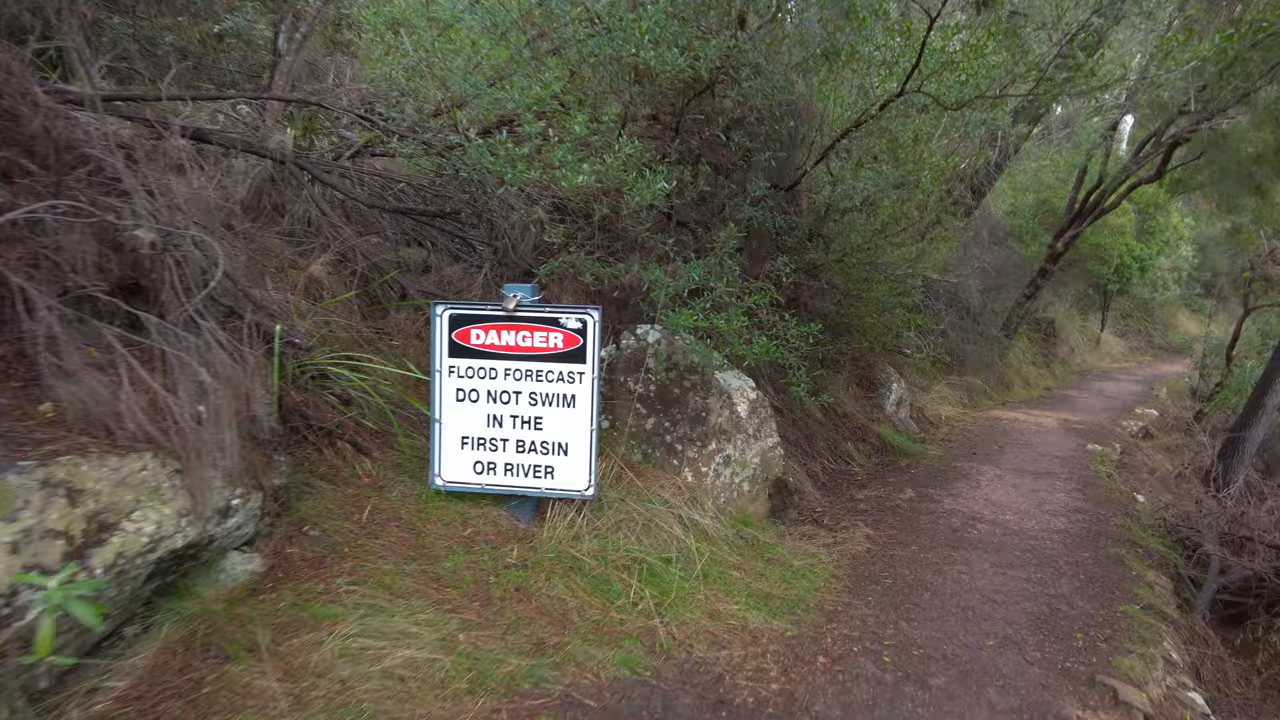 DANGER
FLOOD FORECAST
DO NOT SWIM
IN THE
FIRST BASIN
OR RIVER